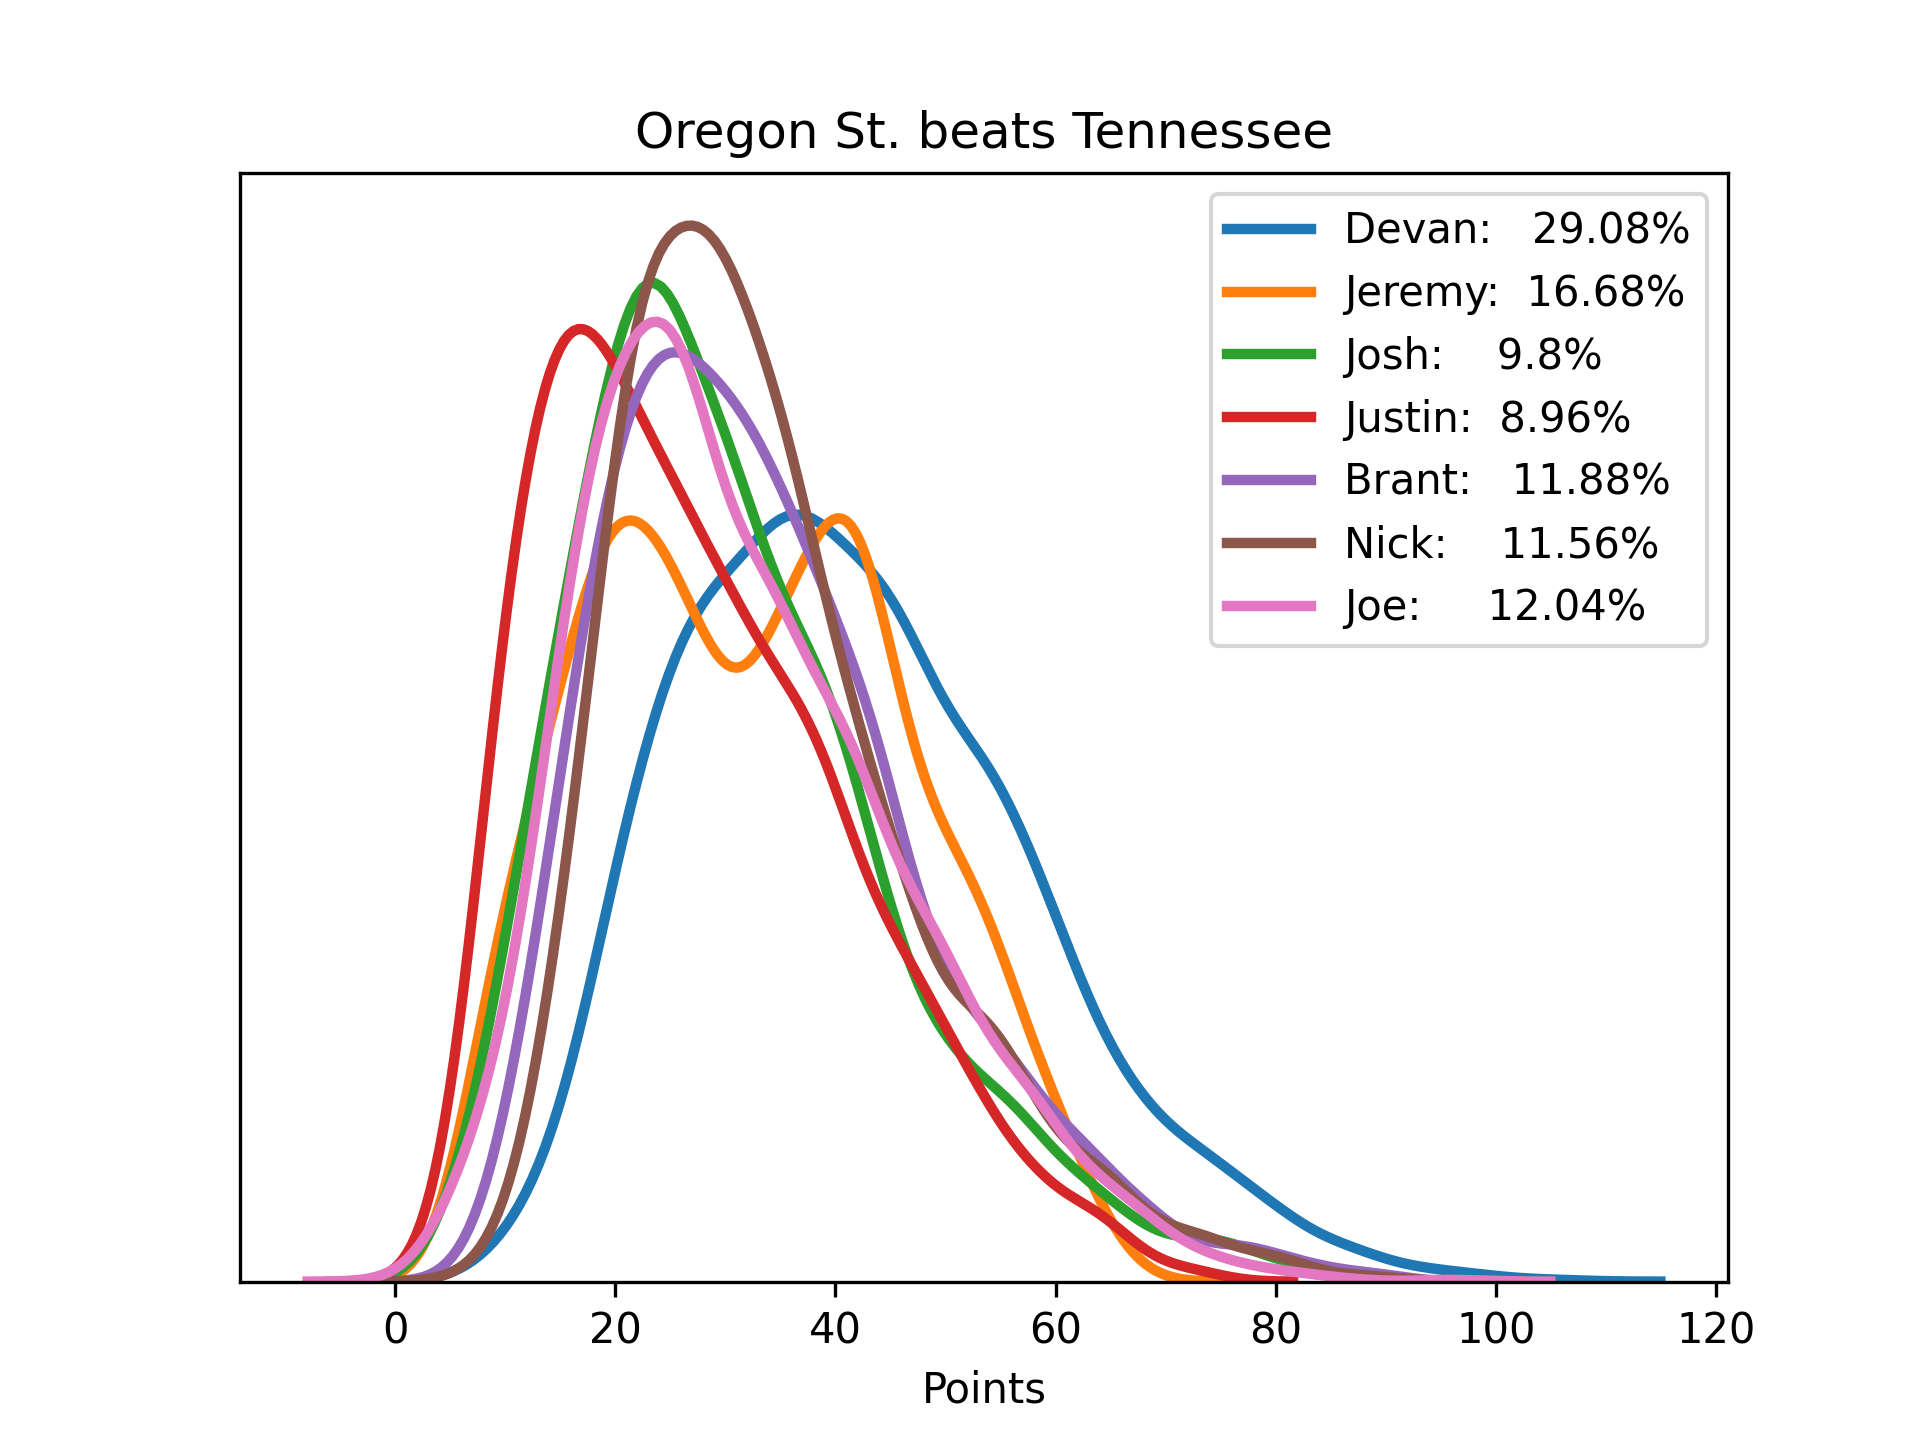 Oregon St. beats Tennessee
Devan: 29.08%
Jeremy: 16.68%
Josh: 9.8%
Justin: 8.96%
Brant: 11.88%
Nick: 11.56%
Joe: 12.04%
0 20 40 60 80 100 120
Points